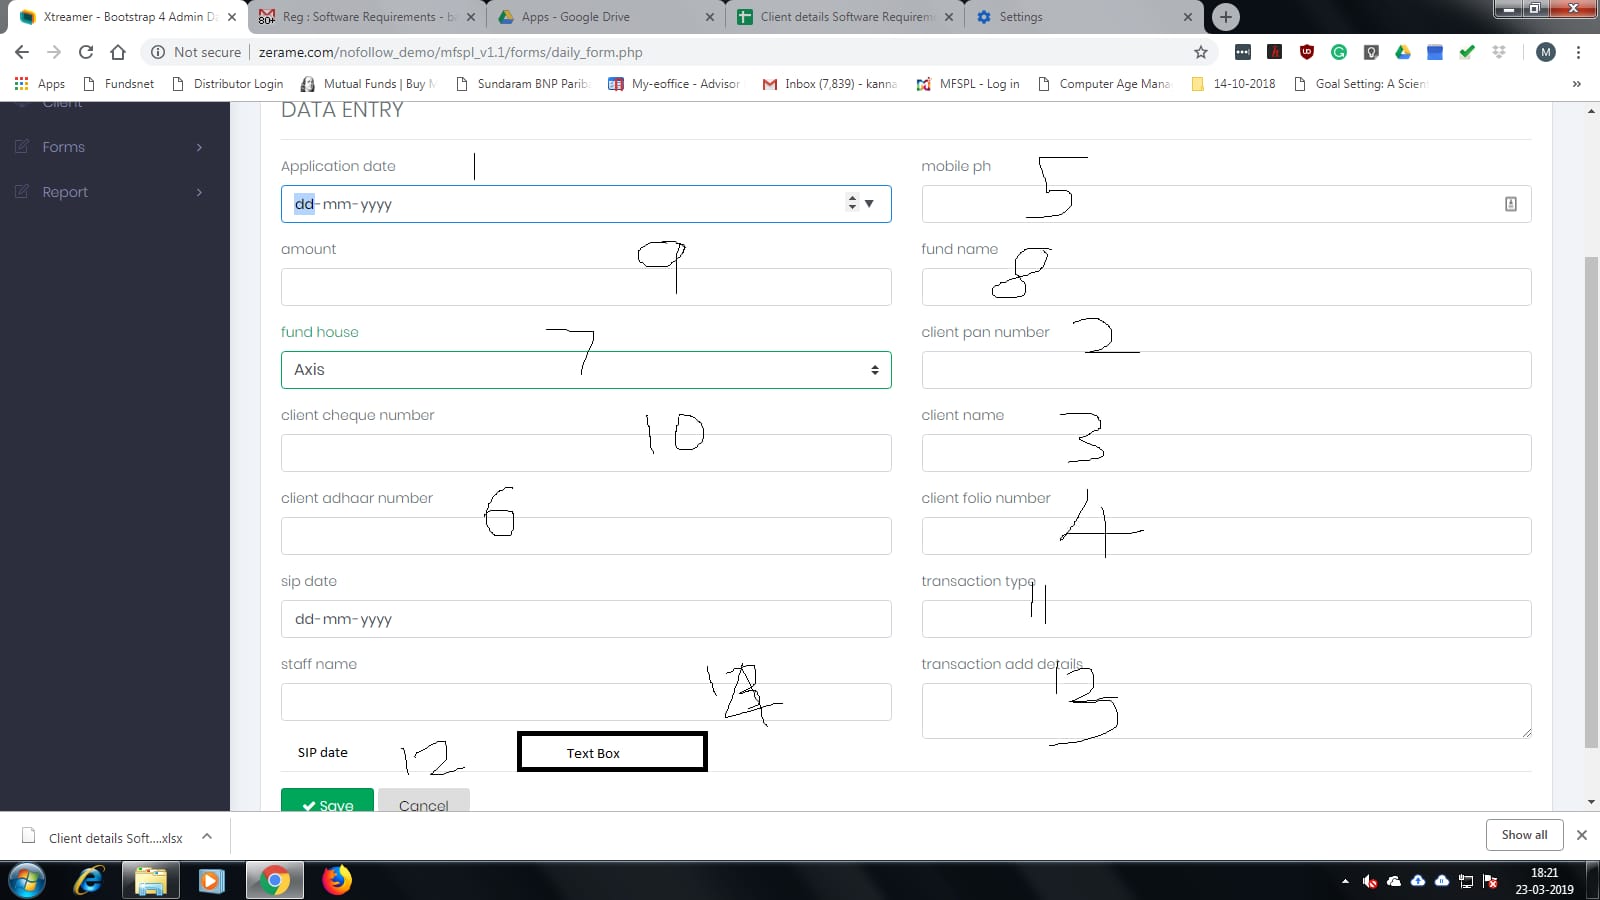 Xtreamer - Bootstrap 4 Admin Da
80+ Reg : Software Requirements - ba
Apps - Google Drive
Client details Software Requirem
Settings
Not secure | zerame.com/nofollow_demo/mfspl_v1.1/forms/daily_form.php
M
Apps Fundsnet Distributor Login Mutual Funds | Buy M Sundaram BNP Pariba My-eoffice - Advisor Inbox (7,839) - kanna MFSPL - Log in Computer Age Mana 14-10-2018 Goal Setting: A Scient »
Client
DATA ENTRY
Forms
Report
Application date 1
mobile ph 5
dd-mm-yyyy
amount 9
fund name 8
fund house 7
client pan number 2
Axis
client cheque number 10
client name 3
client adhaar number 6
client folio number 4
sip date
transaction type 11
dd-mm-yyyy
staff name
transaction add details 13
SIP date 12 Text Box
Save Cancel
Client details Soft....xlsx
Show all
18:21
23-03-2019